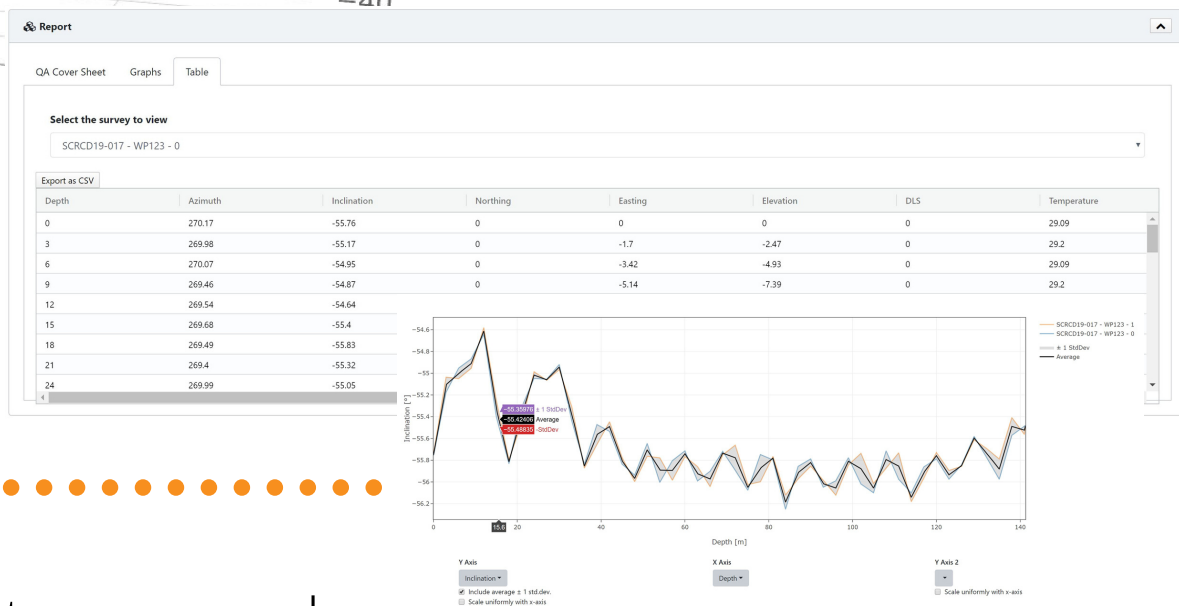 −40
Report
QA Cover Sheet Graphs Table
Select the survey to view
SCRCD19-017 - WP123 - 0
Export as CSV
Depth Azimuth Inclination Northing Easting Elevation DLS Temperature
0 270.17 -55.76 0 0 0 0 29.09
3 269.98 -55.17 0 -1.7 -2.47 0 29.2
6 270.07 -54.95 0 -3.42 -4.93 0 29.09
9 269.46 -54.87 0 -5.14 -7.39 0 29.2
12 269.54 -54.64
15 269.68 -55.4
18 269.49 -55.83
21 269.4 -55.32
24 269.99 -55.05
SCRCD19-017 - WP123 - 1
SCRCD19-017 - WP123 - 0
± 1 StdDev
Average
−54.6
−54.8
−55
−55.2
−55.4
−55.6
−55.8
−56
−56.2
Inclination [°]
−55.35976 ± 1 StdDev
−55.42406 Average
−55.48835 -StdDev
0 15.6 20 40 60 80 100 120 140
Depth [m]
Y Axis X Axis Y Axis 2
Inclination Depth
Include average ± 1 std.dev. Scale uniformly with x-axis
Scale uniformly with x-axis